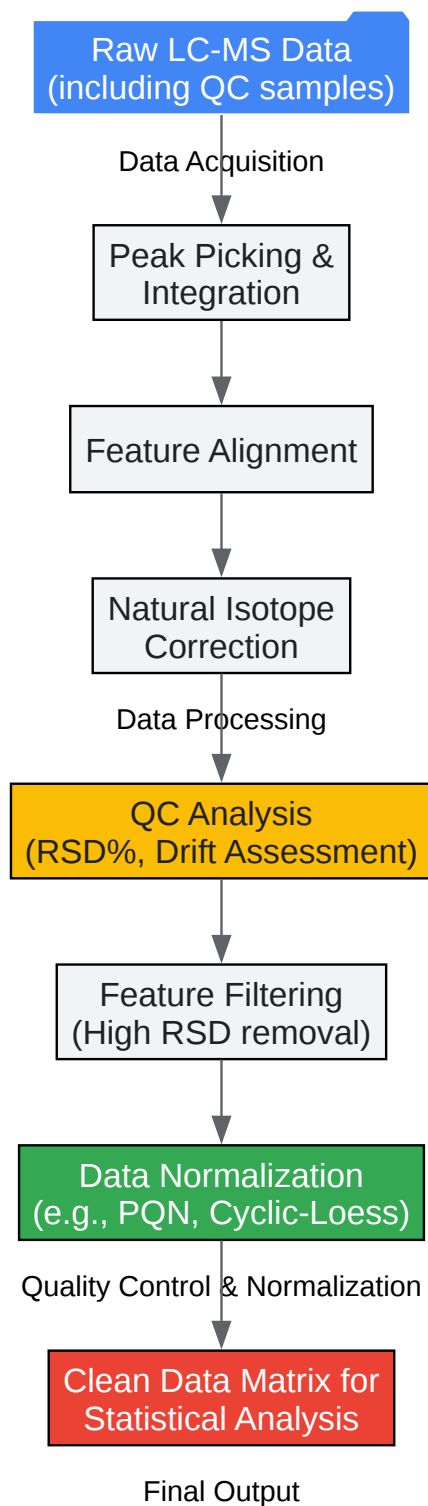 Raw LC-MS Data
(including QC samples)
Data Acquisition
Peak Picking &
Integration
Feature Alignment
Natural Isotope
Correction
Data Processing
QC Analysis
(RSD%, Drift Assessment)
Feature Filtering
(High RSD removal)
Data Normalization
(e.g., PQN, Cyclic-Loess)
Quality Control & Normalization
Clean Data Matrix for
Statistical Analysis
Final Output